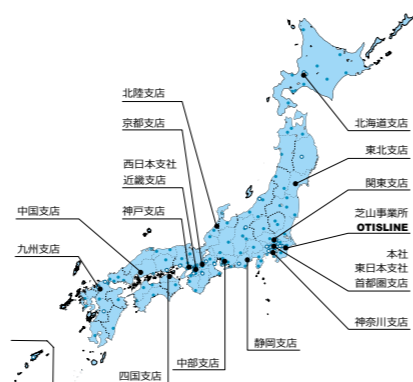 北陸支店
京都支店
西日本支社
近畿支店
神戸支店
中国支店
九州支店
四国支店
中部支店
静岡支店
北海道支店
東北支店
関東支店
芝山事業所
OTISLINE
本社
東日本支社
首都圏支店
神奈川支店